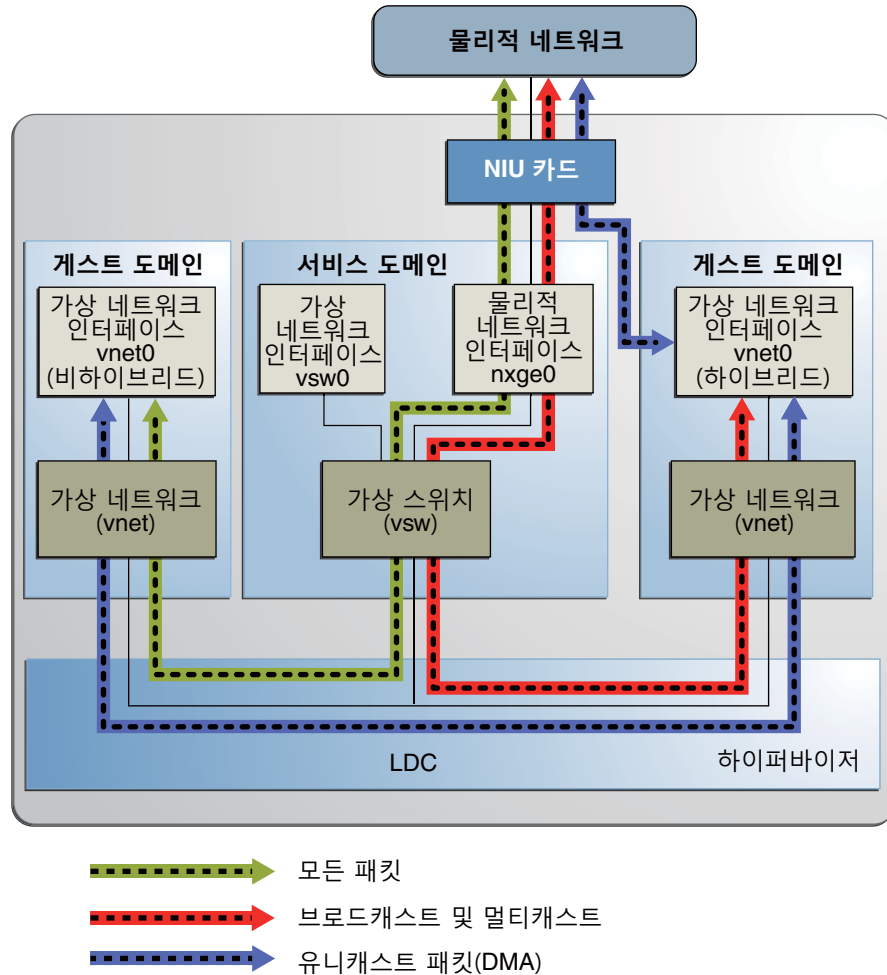 물리적 네트워크
NIU 카드
게스트 도메인
가상 네트워크
인터페이스
vnet0
(비하이브리드)
가상 네트워크
(vnet)
서비스 도메인
가상
네트워크
인터페이스
vsw0
물리적
네트워크
인터페이스
nxge0
가상 스위치
(vsw)
게스트 도메인
가상 네트워크
인터페이스
vnet0
(하이브리드)
가상 네트워크
(vnet)
LDC
하이퍼바이저
모든 패킷
브로드캐스트 및 멀티캐스트
유니캐스트 패킷(DMA)